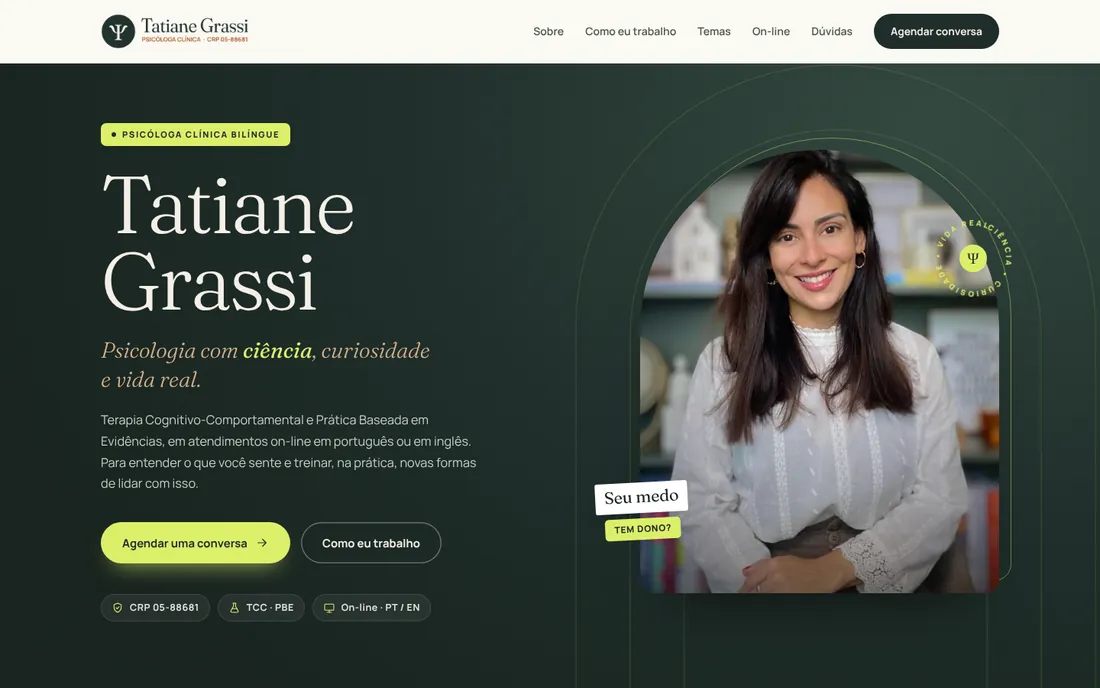 Ψ
Tatiane Grassi
PSICÓLOGA CLÍNICA · CRP 05-88681
Sobre
Como eu trabalho
Temas
On-line
Dúvidas
Agendar conversa
PSICÓLOGA CLÍNICA BILÍNGUE
Tatiane
Grassi
Psicologia com ciência, curiosidade
e vida real.
Terapia Cognitivo-Comportamental e Prática Baseada em
Evidências, em atendimentos on-line em português ou em inglês.
Para entender o que você sente e treinar, na prática, novas formas
de lidar com isso.
Agendar uma conversa →
Como eu trabalho
CRP 05-88681
TCC · PBE
On-line · PT / EN
CIÊNCIA • CURIOSIDADE • VIDA REAL
Ψ
Seu medo
TEM DONO?